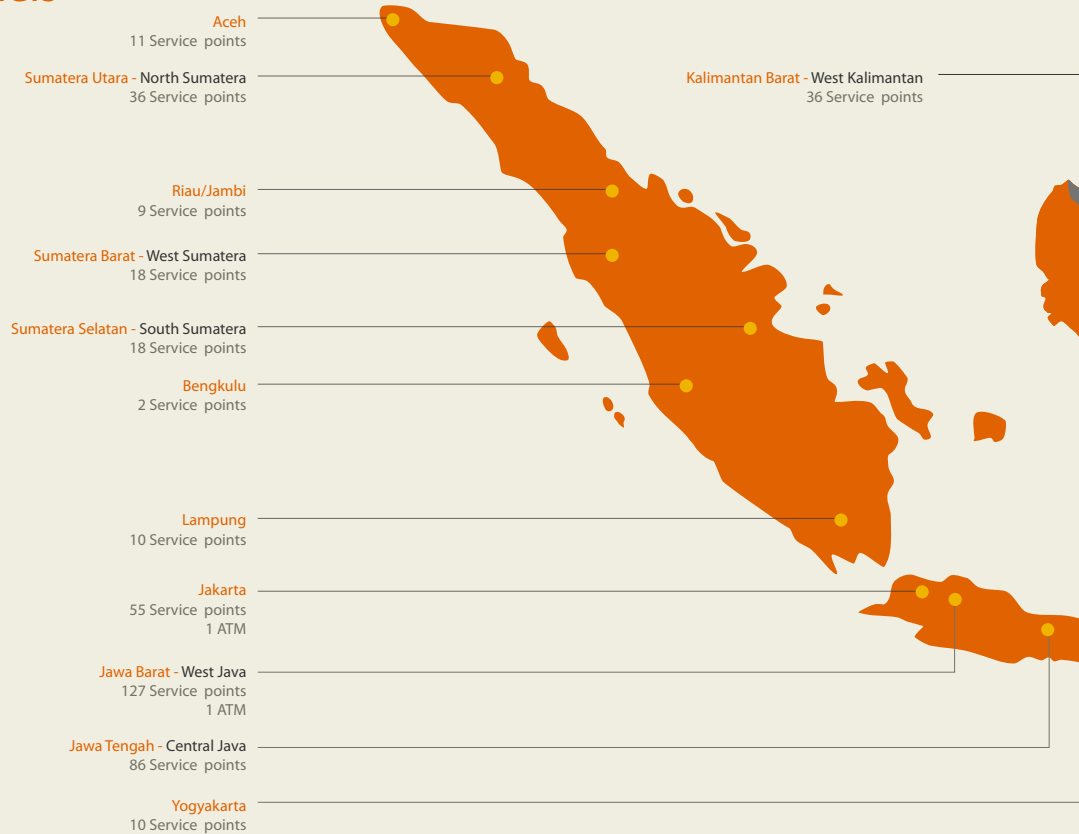 Aceh
11 Service points
Sumatera Utara - North Sumatera
36 Service points
Kalimantan Barat - West Kalimantan
36 Service points
Riau/Jambi
9 Service points
Sumatera Barat - West Sumatera
18 Service points
Sumatera Selatan - South Sumatera
18 Service points
Bengkulu
2 Service points
Lampung
10 Service points
Jakarta
55 Service points
1 ATM
Jawa Barat - West Java
127 Service points
1 ATM
Jawa Tengah - Central Java
86 Service points
Yogyakarta
10 Service points